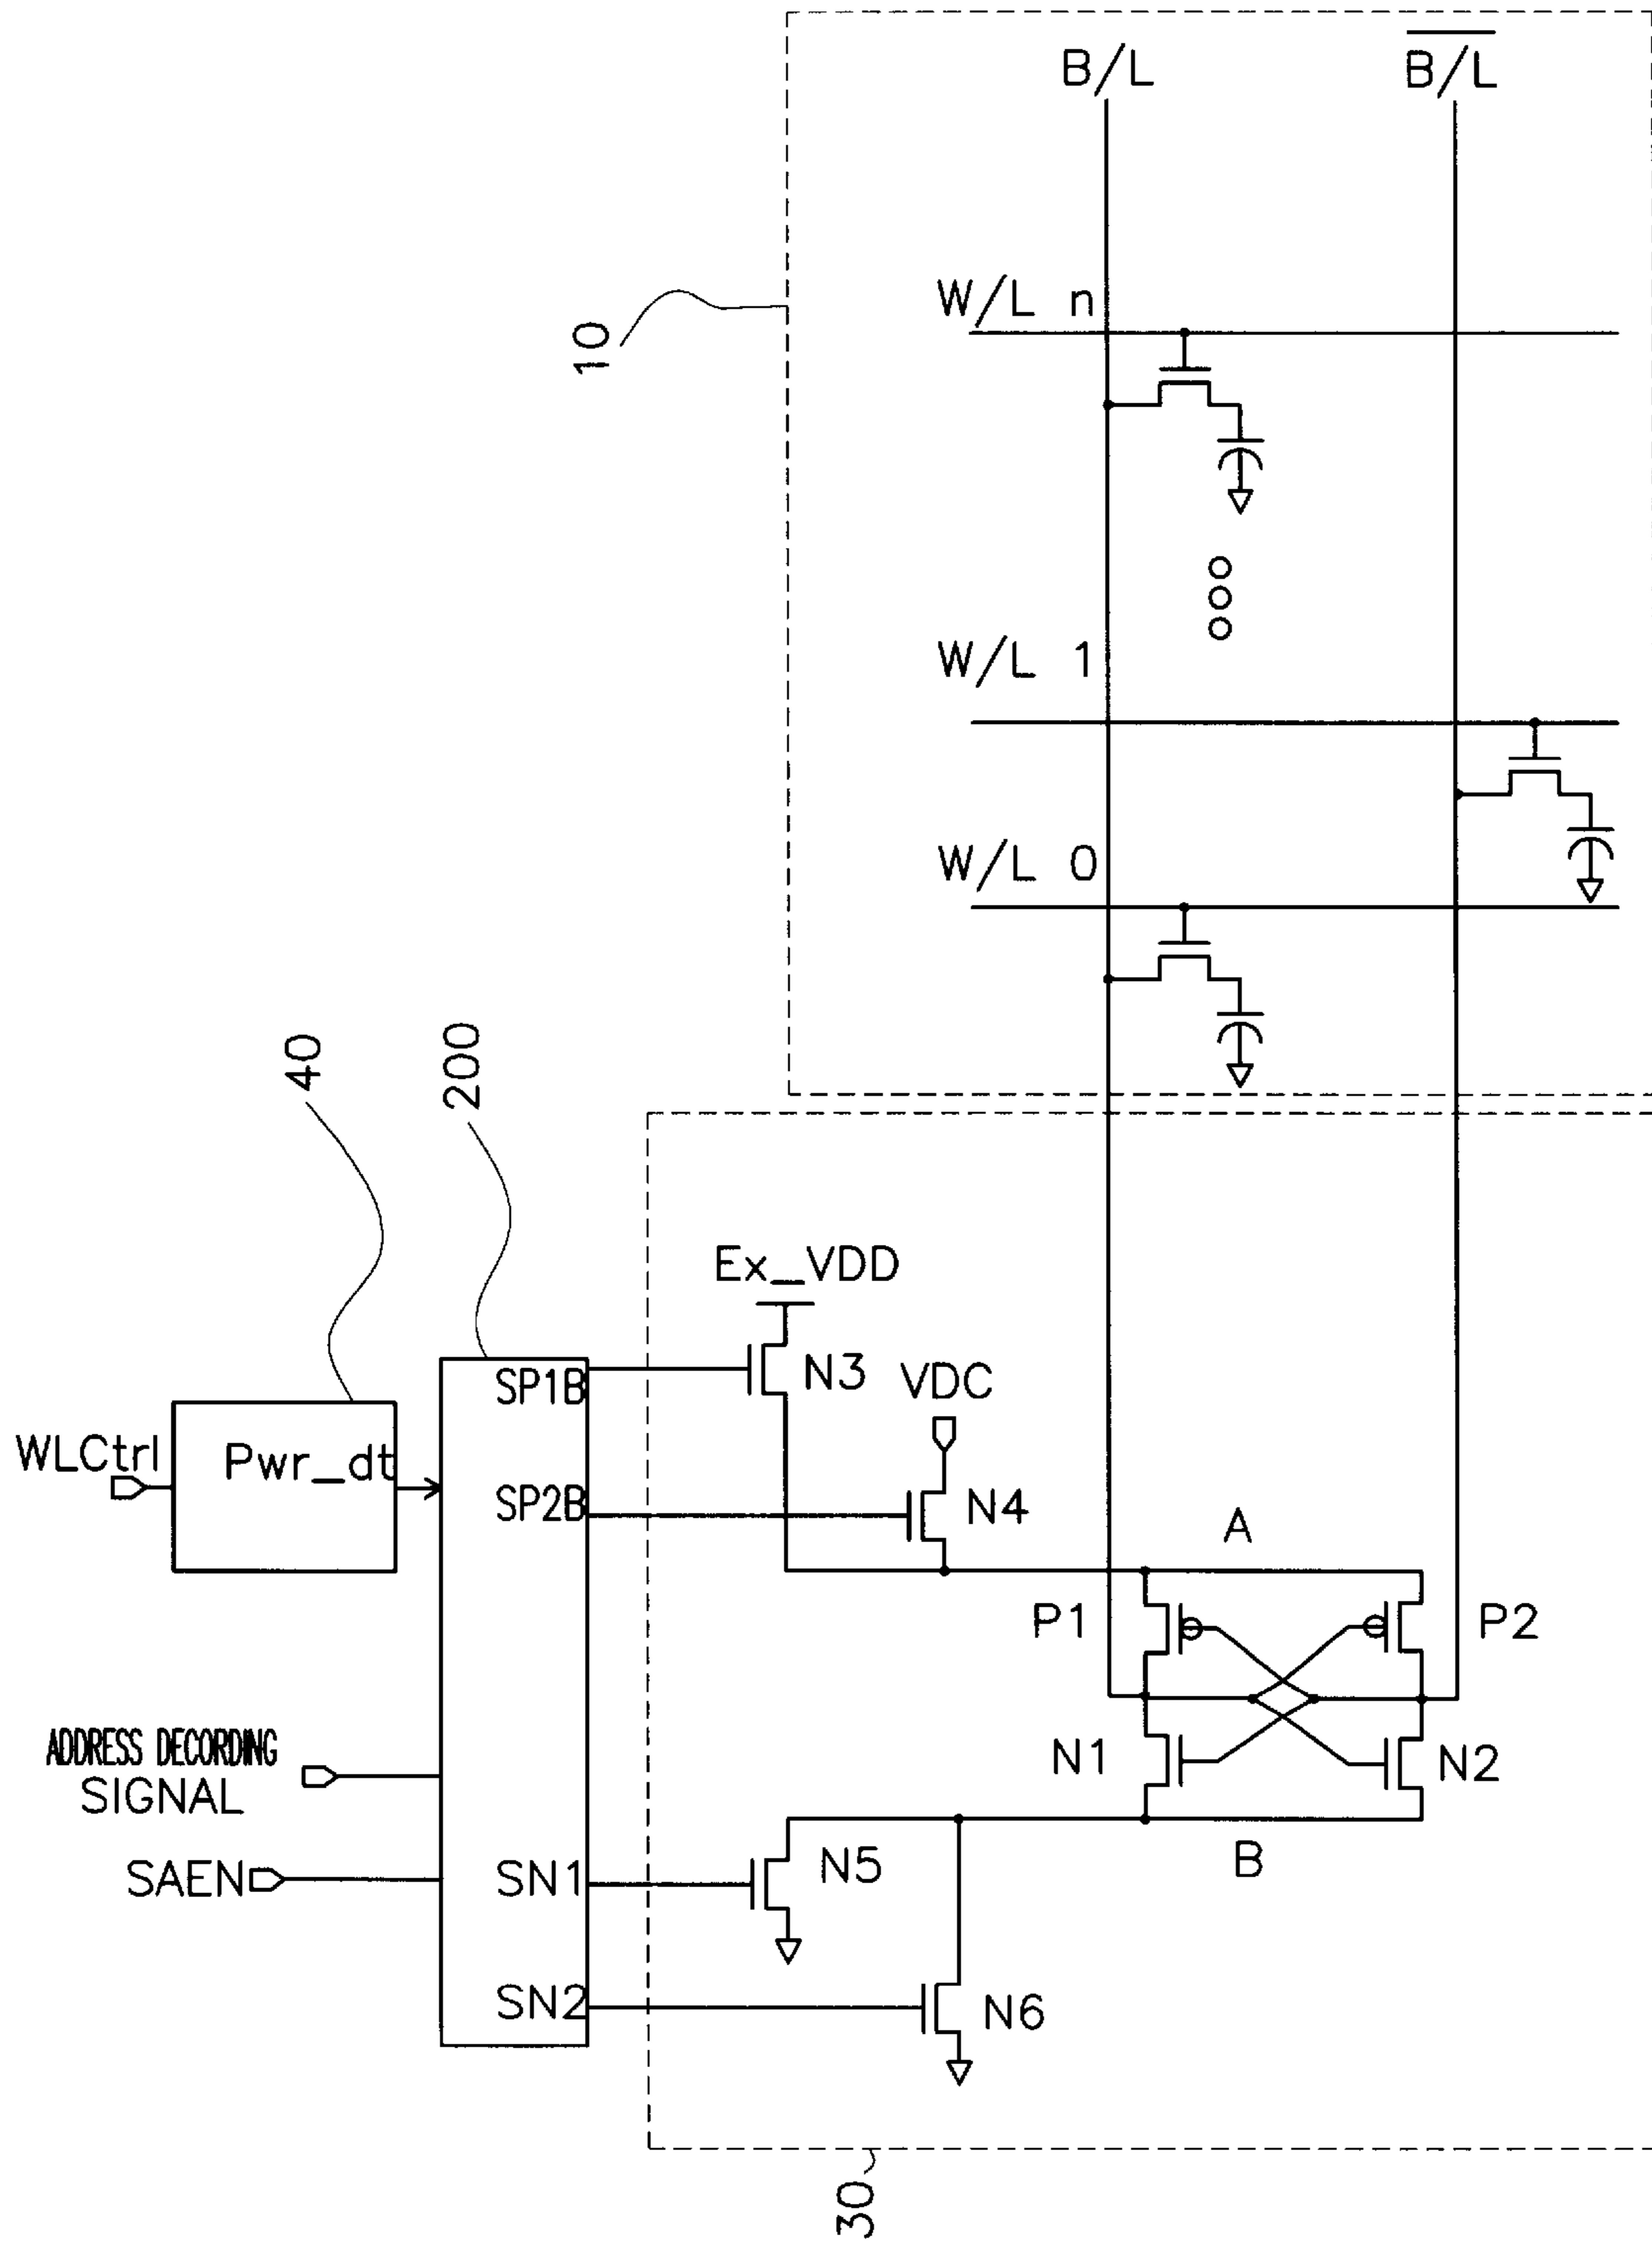 B/L
B/L
10
W/L n
W/L 1
W/L 0
40
200
Ex_VDD
WLCtrl
Pwr_dt
SP1B
N3
VDC
SP2B
N4
A
P1
P2
ADDRESS DECORDING
SIGNAL
N1
N2
SAEN
SN1
N5
B
SN2
N6
30